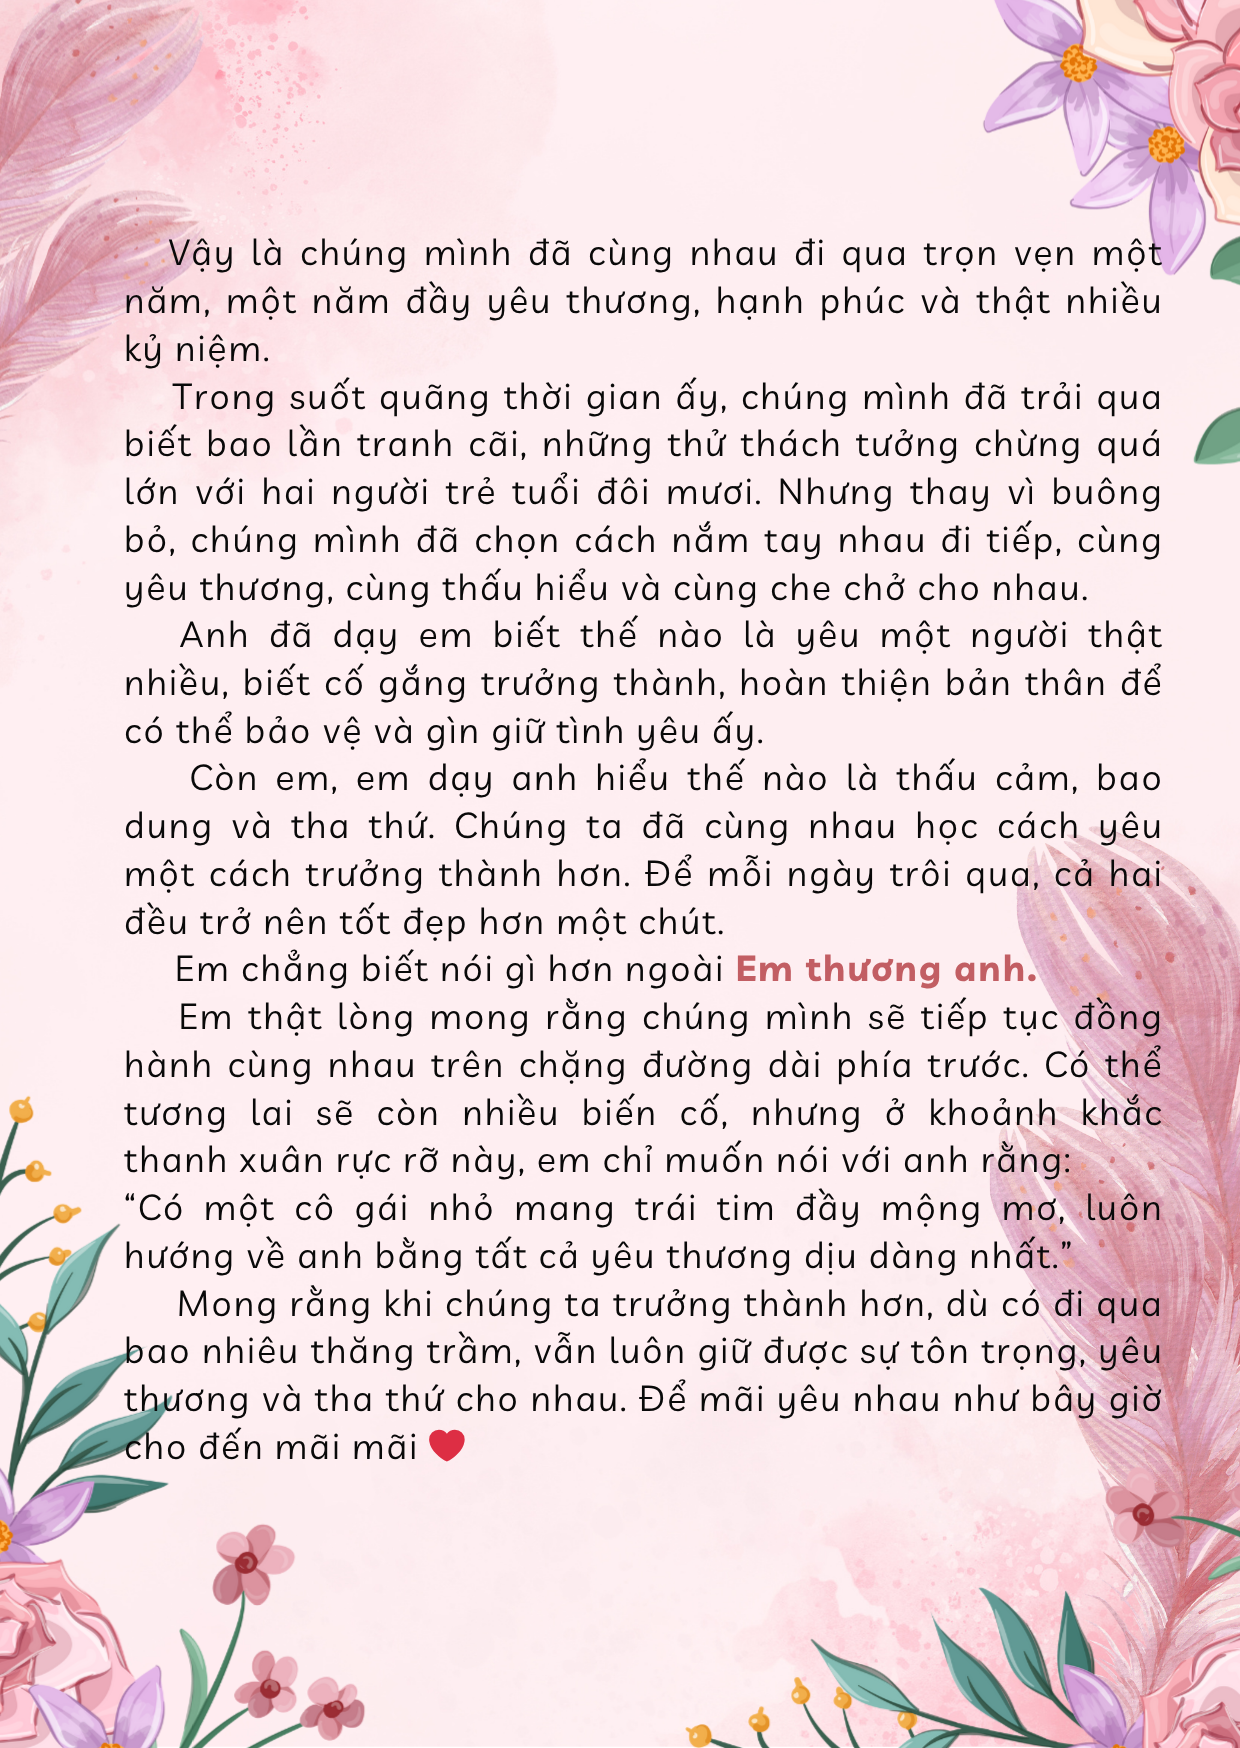 Vậy là chúng mình đã cùng nhau đi qua trọn vẹn một
năm, một năm đầy yêu thương, hạnh phúc và thật nhiều
kỷ niệm.
Trong suốt quãng thời gian ấy, chúng mình đã trải qua
biết bao lần tranh cãi, những thử thách tưởng chừng quá
lớn với hai người trẻ tuổi đôi mươi. Nhưng thay vì buông
bỏ, chúng mình đã chọn cách nắm tay nhau đi tiếp, cùng
yêu thương, cùng thấu hiểu và cùng che chở cho nhau.
Anh đã dạy em biết thế nào là yêu một người thật
nhiều, biết cố gắng trưởng thành, hoàn thiện bản thân để
có thể bảo vệ và gìn giữ tình yêu ấy.
Còn em, em dạy anh hiểu thế nào là thấu cảm, bao
dung và tha thứ. Chúng ta đã cùng nhau học cách yêu
một cách trưởng thành hơn. Để mỗi ngày trôi qua, cả hai
đều trở nên tốt đẹp hơn một chút.
Em chẳng biết nói gì hơn ngoài Em thương anh.
Em thật lòng mong rằng chúng mình sẽ tiếp tục đồng
hành cùng nhau trên chặng đường dài phía trước. Có thể
tương lai sẽ còn nhiều biến cố, nhưng ở khoảnh khắc
thanh xuân rực rỡ này, em chỉ muốn nói với anh rằng:
“Có một cô gái nhỏ mang trái tim đầy mộng mơ, luôn
hướng về anh bằng tất cả yêu thương dịu dàng nhất.”
Mong rằng khi chúng ta trưởng thành hơn, dù có đi qua
bao nhiêu thăng trầm, vẫn luôn giữ được sự tôn trọng, yêu
thương và tha thứ cho nhau. Để mãi yêu nhau như bây giờ
cho đến mãi mãi ❤️